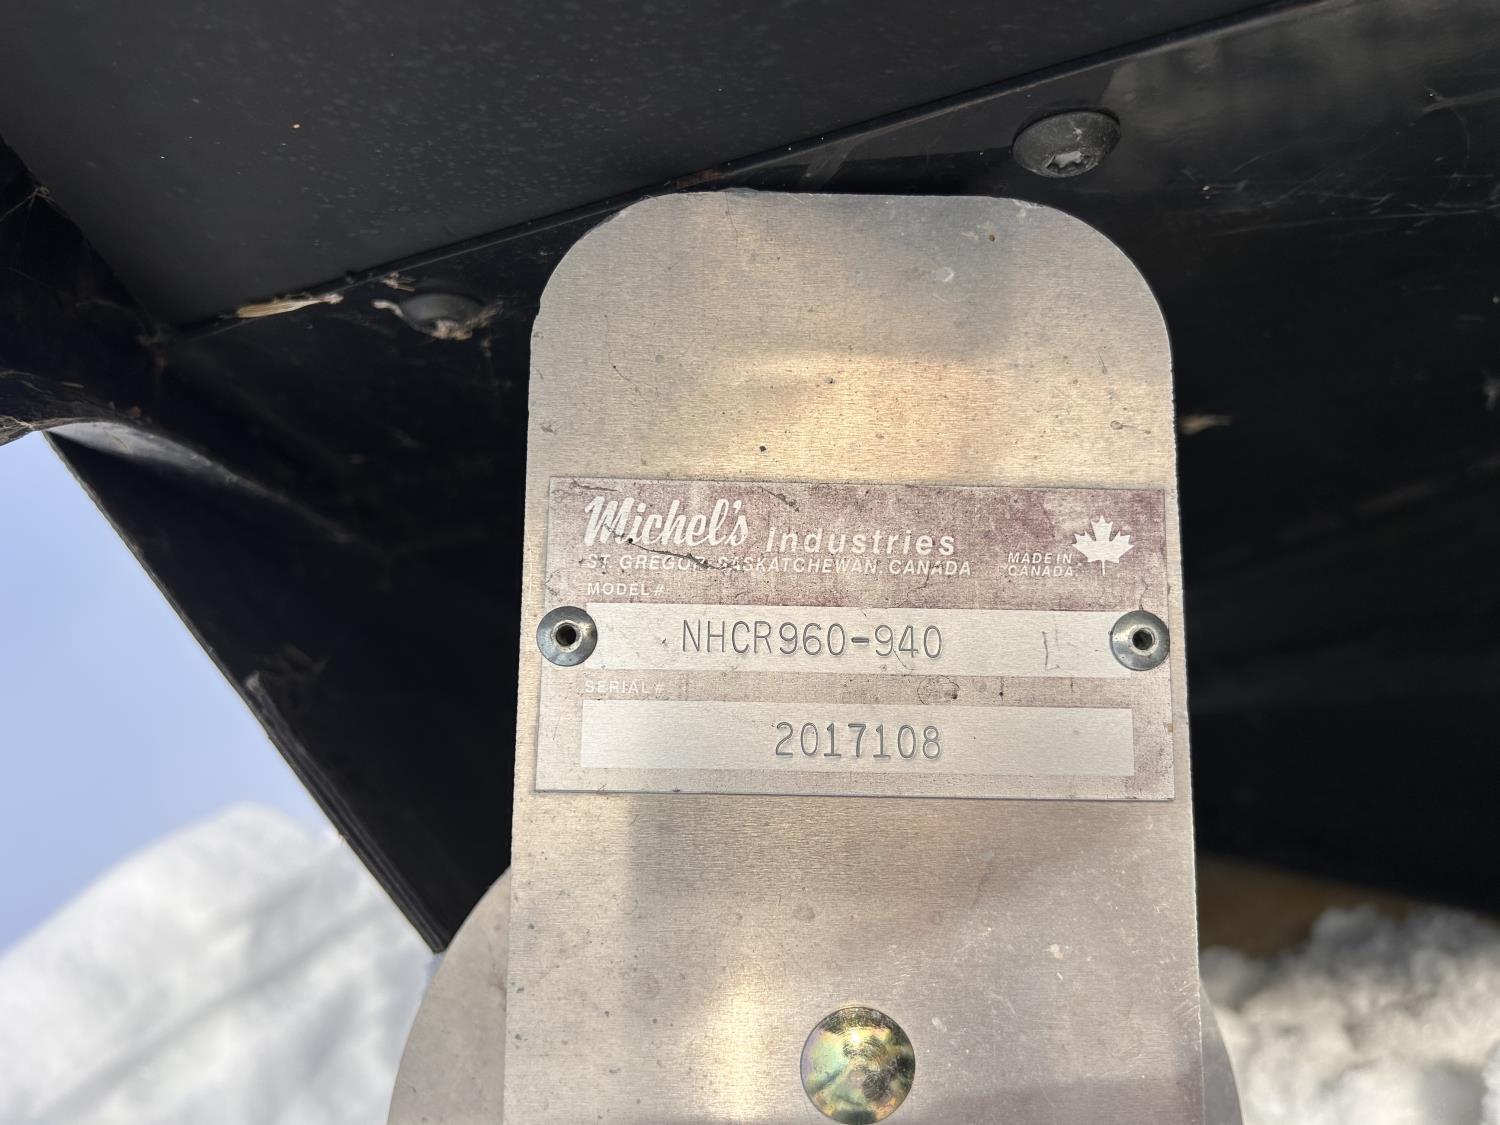 Michel's Industries
ST. GREGOR, SASKATCHEWAN, CANADA
MADE IN
CANADA
MODEL #
NHCR960-940
SERIAL #
2017108